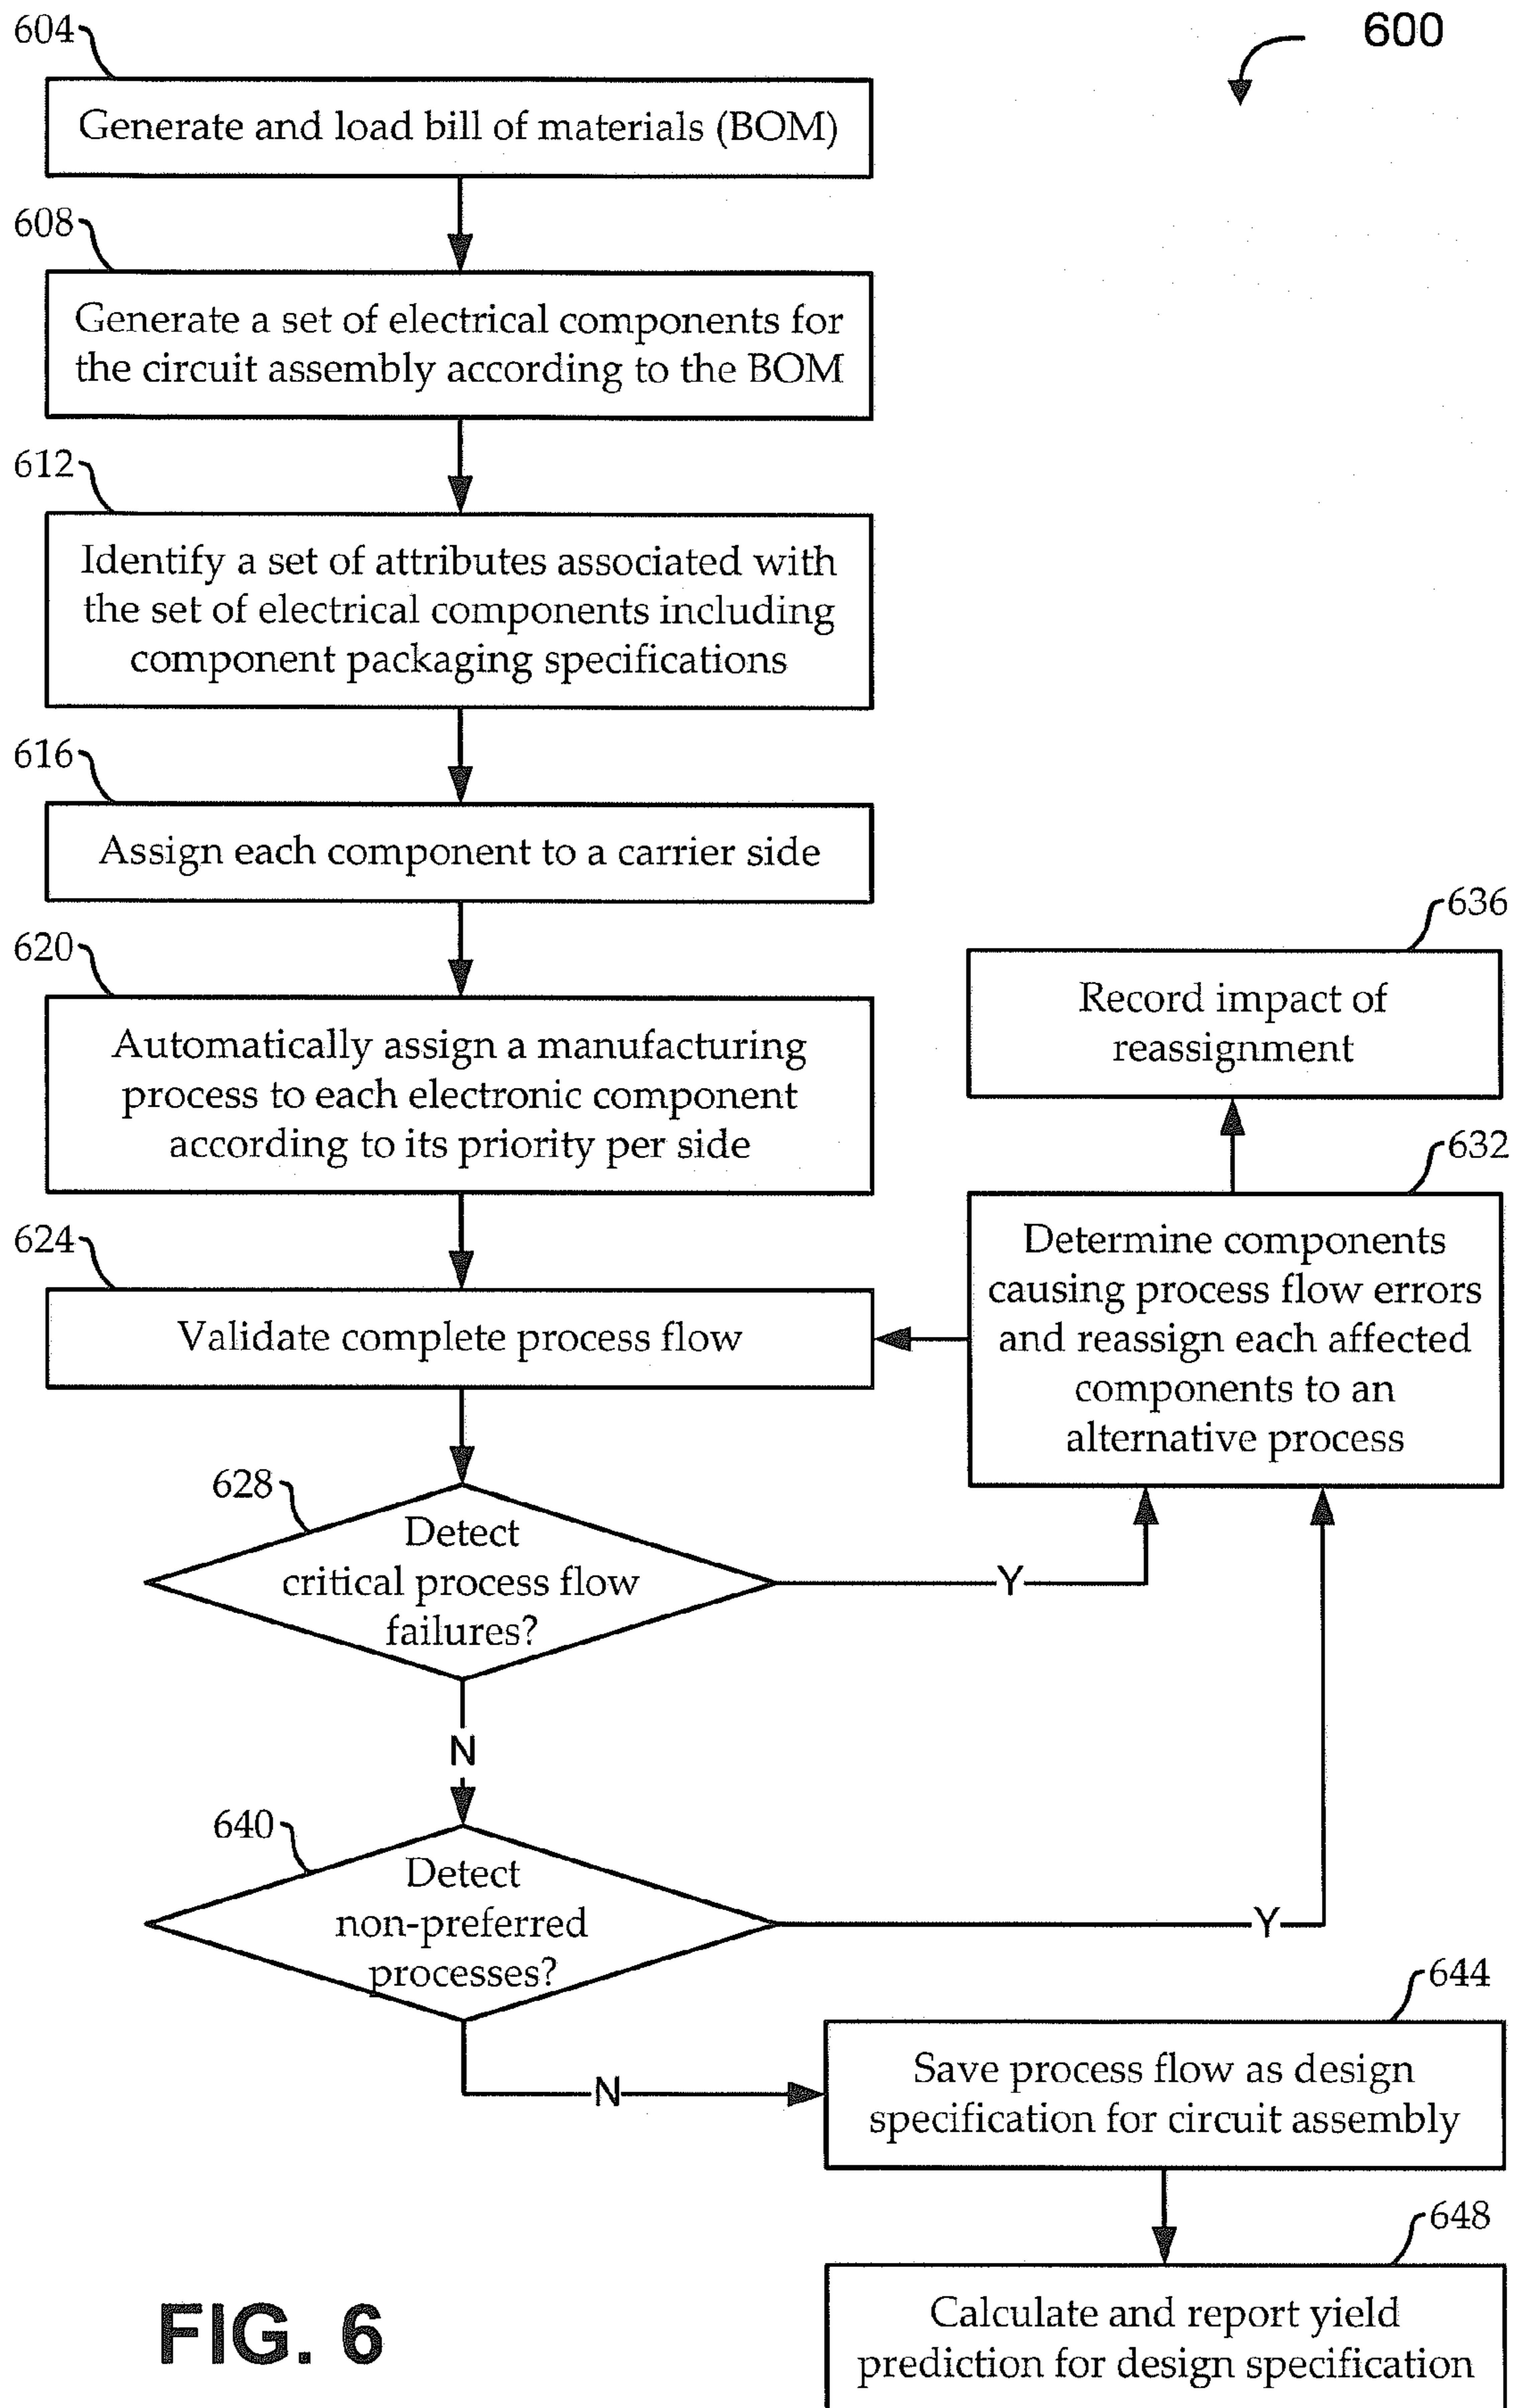 600
604
Generate and load bill of materials (BOM)
608
Generate a set of electrical components for
the circuit assembly according to the BOM
612
Identify a set of attributes associated with
the set of electrical components including
component packaging specifications
616
Assign each component to a carrier side
620
Automatically assign a manufacturing
process to each electronic component
according to its priority per side
636
Record impact of
reassignment
632
Determine components
causing process flow errors
and reassign each affected
components to an
alternative process
624
Validate complete process flow
628
Detect
critical process flow
failures?
Y
N
640
Detect
non-preferred
processes?
Y
N
644
Save process flow as design
specification for circuit assembly
648
Calculate and report yield
prediction for design specification
FIG. 6